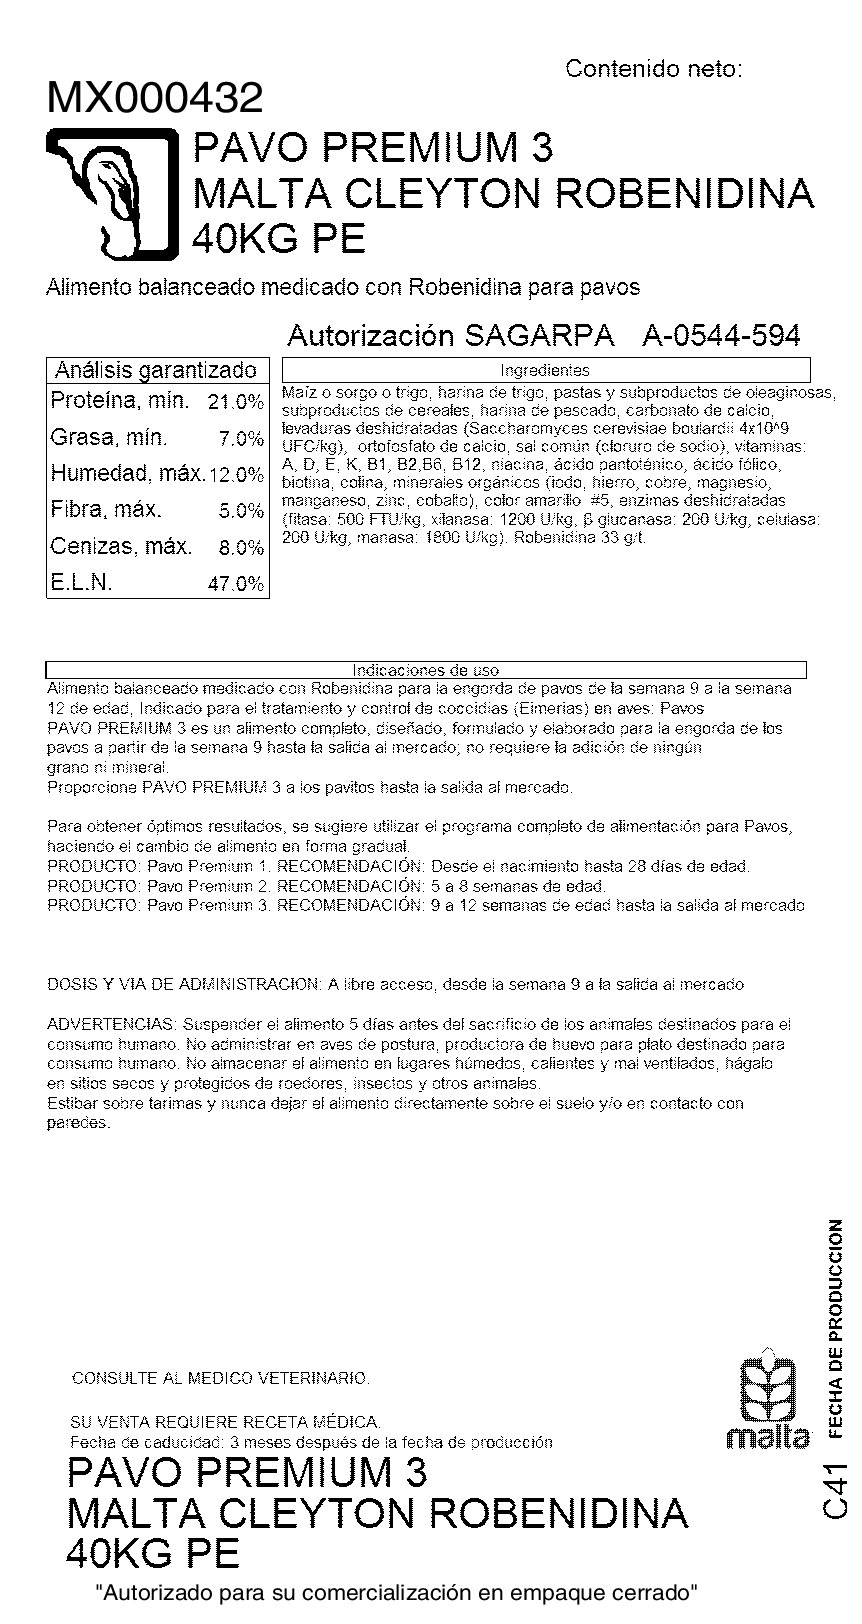 Contenido neto:
MX000432
PAVO PREMIUM 3
MALTA CLEYTON ROBENIDINA
40KG PE
Alimento balanceado medicado con Robenidina para pavos
Autorización SAGARPA A-0544-594
Análisis garantizado
Proteína, mín. 21.0%
Grasa, mín. 7.0%
Humedad, máx. 12.0%
Fibra, máx. 5.0%
Cenizas, máx. 8.0%
E.L.N. 47.0%
Ingredientes
Maíz o sorgo o trigo, harina de trigo, pastas y subproductos de oleaginosas,
subproductos de cereales, harina de pescado, carbonato de calcio,
levaduras deshidratadas (Saccharomyces cerevisiae boulardii 4x10^9
UFC/kg), ortofosfato de calcio, sal común (cloruro de sodio), vitaminas:
A, D, E, K, B1, B2,B6, B12, niacina, ácido pantoténico, ácido fólico,
biotina, colina, minerales orgánicos (iodo, hierro, cobre, magnesio,
manganeso, zinc, cobalto), color amarillo #5, enzimas deshidratadas
(fitasa: 500 FTU/kg, xilanasa: 1200 U/kg, β glucanasa: 200 U/kg, celulasa:
200 U/kg, manasa: 1800 U/kg). Robenidina 33 g/t.
Indicaciones de uso
Alimento balanceado medicado con Robenidina para la engorda de pavos de la semana 9 a la semana
12 de edad, Indicado para el tratamiento y control de coccidias (Eimerias) en aves: Pavos
PAVO PREMIUM 3 es un alimento completo, diseñado, formulado y elaborado para la engorda de los
pavos a partir de la semana 9 hasta la salida al mercado; no requiere la adición de ningún
grano ni mineral.
Proporcione PAVO PREMIUM 3 a los pavitos hasta la salida al mercado.
Para obtener óptimos resultados, se sugiere utilizar el programa completo de alimentación para Pavos,
haciendo el cambio de alimento en forma gradual.
PRODUCTO: Pavo Premium 1. RECOMENDACIÓN: Desde el nacimiento hasta 28 días de edad.
PRODUCTO: Pavo Premium 2. RECOMENDACIÓN: 5 a 8 semanas de edad.
PRODUCTO: Pavo Premium 3. RECOMENDACIÓN: 9 a 12 semanas de edad hasta la salida al mercado
DOSIS Y VIA DE ADMINISTRACION: A libre acceso, desde la semana 9 a la salida al mercado
ADVERTENCIAS: Suspender el alimento 5 días antes del sacrificio de los animales destinados para el
consumo humano. No administrar en aves de postura, productora de huevo para plato destinado para
consumo humano. No almacenar el alimento en lugares húmedos, calientes y mal ventilados, hágalo
en sitios secos y protegidos de roedores, insectos y otros animales.
Estibar sobre tarimas y nunca dejar el alimento directamente sobre el suelo y/o en contacto con
paredes.
FECHA DE PRODUCCION
CONSULTE AL MEDICO VETERINARIO.
malta
SU VENTA REQUIERE RECETA MÉDICA.
Fecha de caducidad: 3 meses después de la fecha de producción
C41
PAVO PREMIUM 3
MALTA CLEYTON ROBENIDINA
40KG PE
"Autorizado para su comercialización en empaque cerrado"